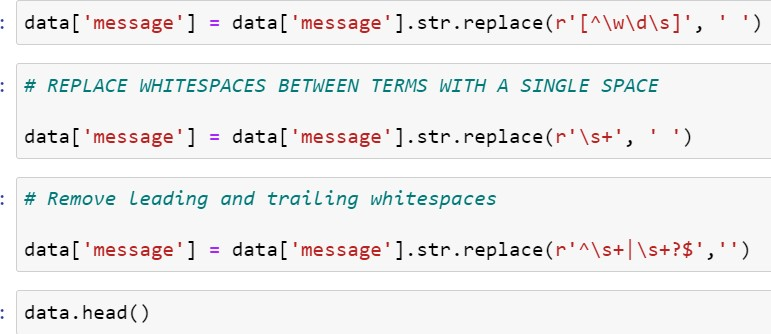 : data['message'] = data['message'].str.replace(r'[^\w\d\s]', ' ')
: # REPLACE WHITESPACES BETWEEN TERMS WITH A SINGLE SPACE
data['message'] = data['message'].str.replace(r'\s+', ' ')
: # Remove leading and trailing whitespaces
data['message'] = data['message'].str.replace(r'^\s+|\s+?$','')
: data.head()